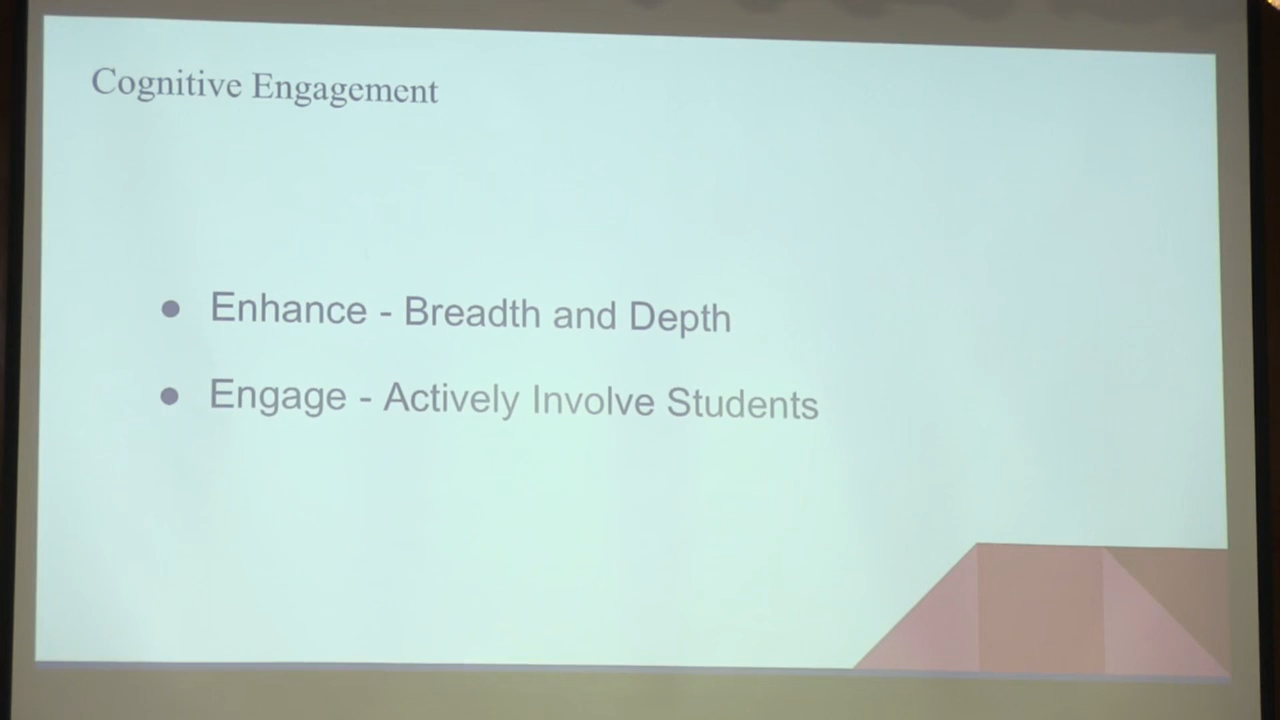 Cognitive Engagement
● Enhance - Breadth and Depth
● Engage - Actively Involve Students